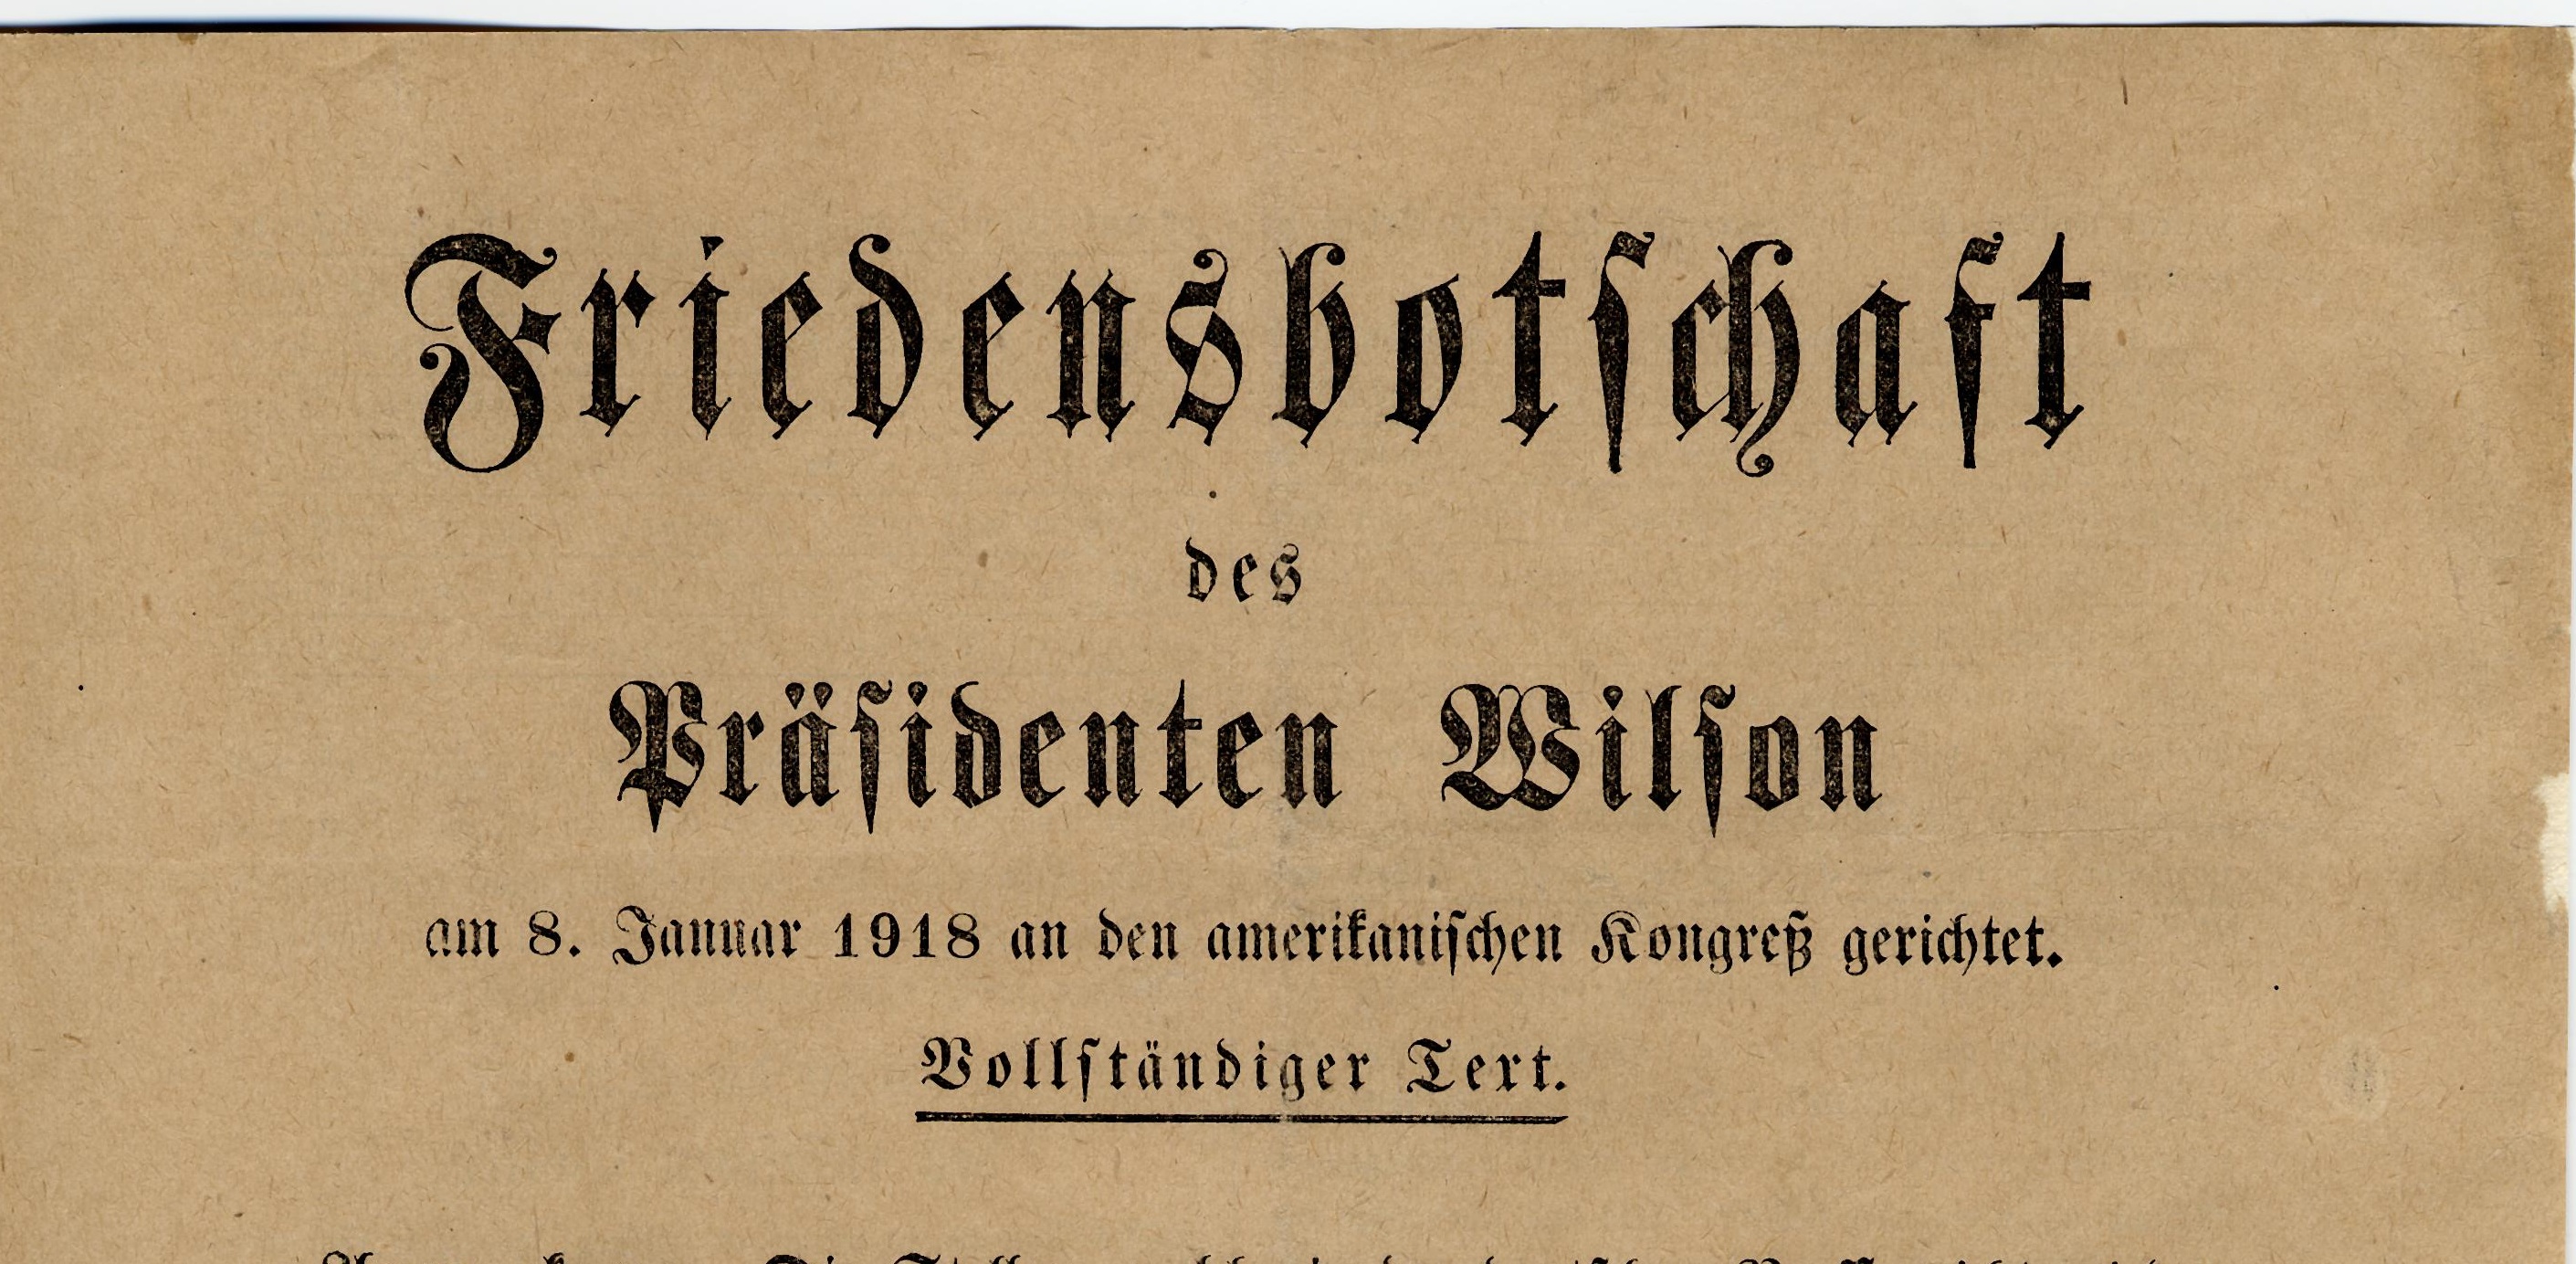 Friedensbotschaft
des
Präsidenten Wilson
am 8. Januar 1918 an den amerikanischen Kongreß gerichtet.
Vollständiger Text.